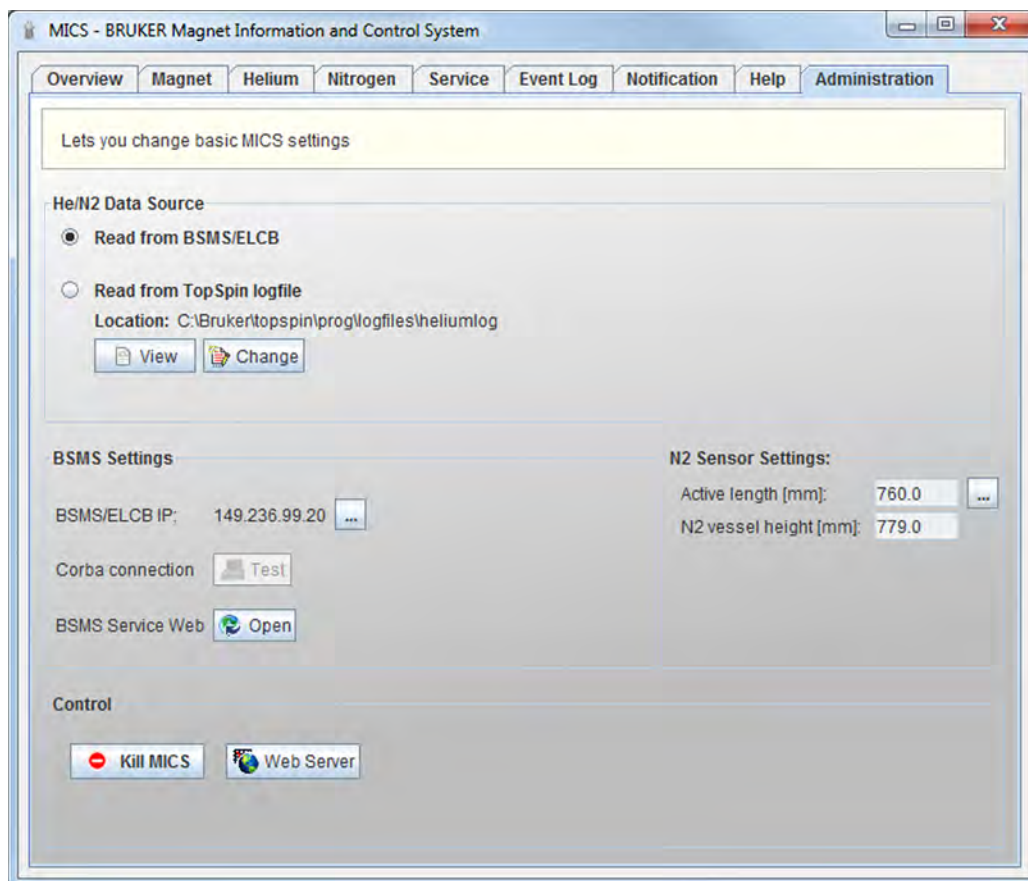 MICS - BRUKER Magnet Information and Control System
Overview Magnet Helium Nitrogen Service Event Log Notification Help Administration
Lets you change basic MICS settings
He/N2 Data Source
Read from BSMS/ELCB
Read from TopSpin logfile
Location: C:\Bruker\topspin\prog\logfiles\heliumlog
View Change
BSMS Settings
BSMS/ELCB IP: 149.236.99.20 ...
Corba connection Test
BSMS Service Web Open
N2 Sensor Settings:
Active length [mm]: 760.0 ...
N2 vessel height [mm]: 779.0
Control
Kill MICS Web Server